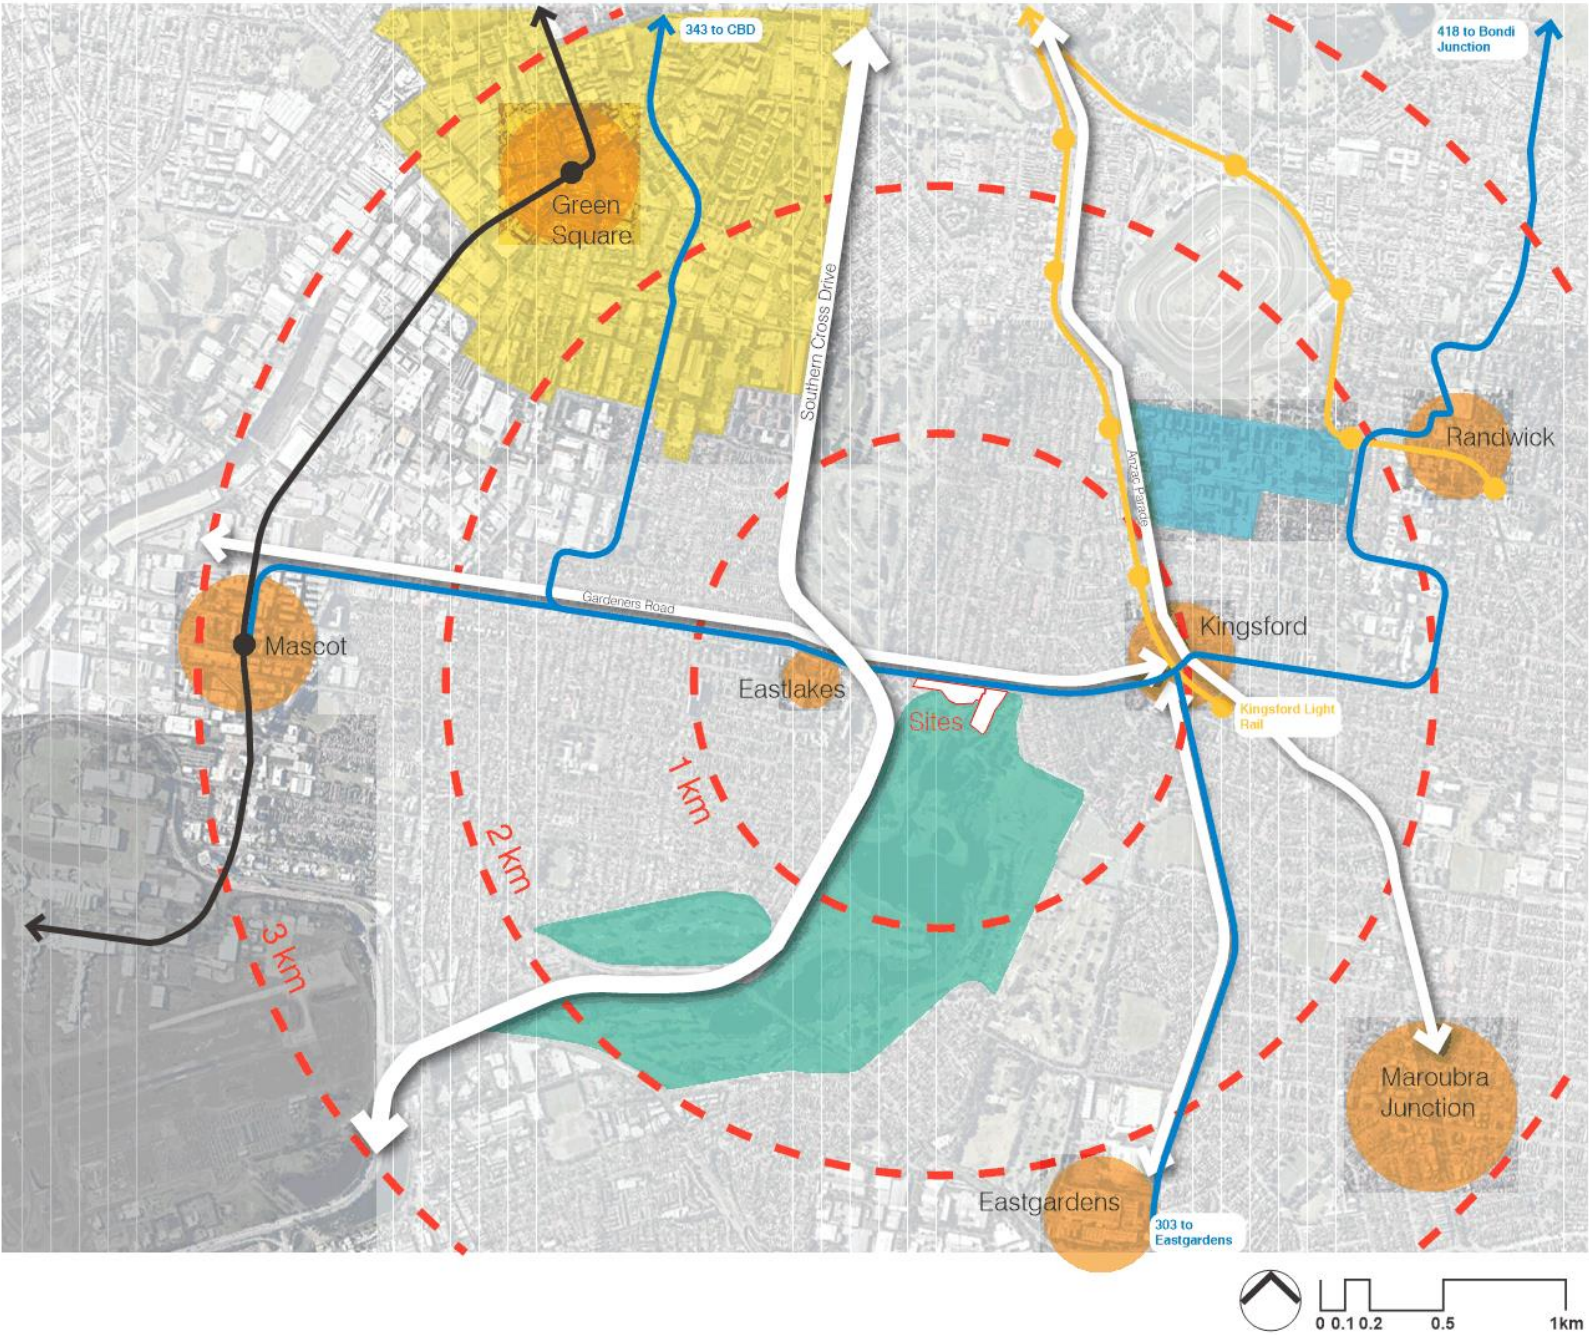 343 to CBD
418 to Bondi
Junction
Green
Square
Southern Cross Drive
Randwick
Anzac Parade
Gardeners Road
Kingsford
Mascot
Eastlakes
Sites
Kingsford Light
Rail
1 km
2 km
3 km
Maroubra
Junction
Eastgardens
303 to
Eastgardens
0 0.1 0.2 0.5 1km